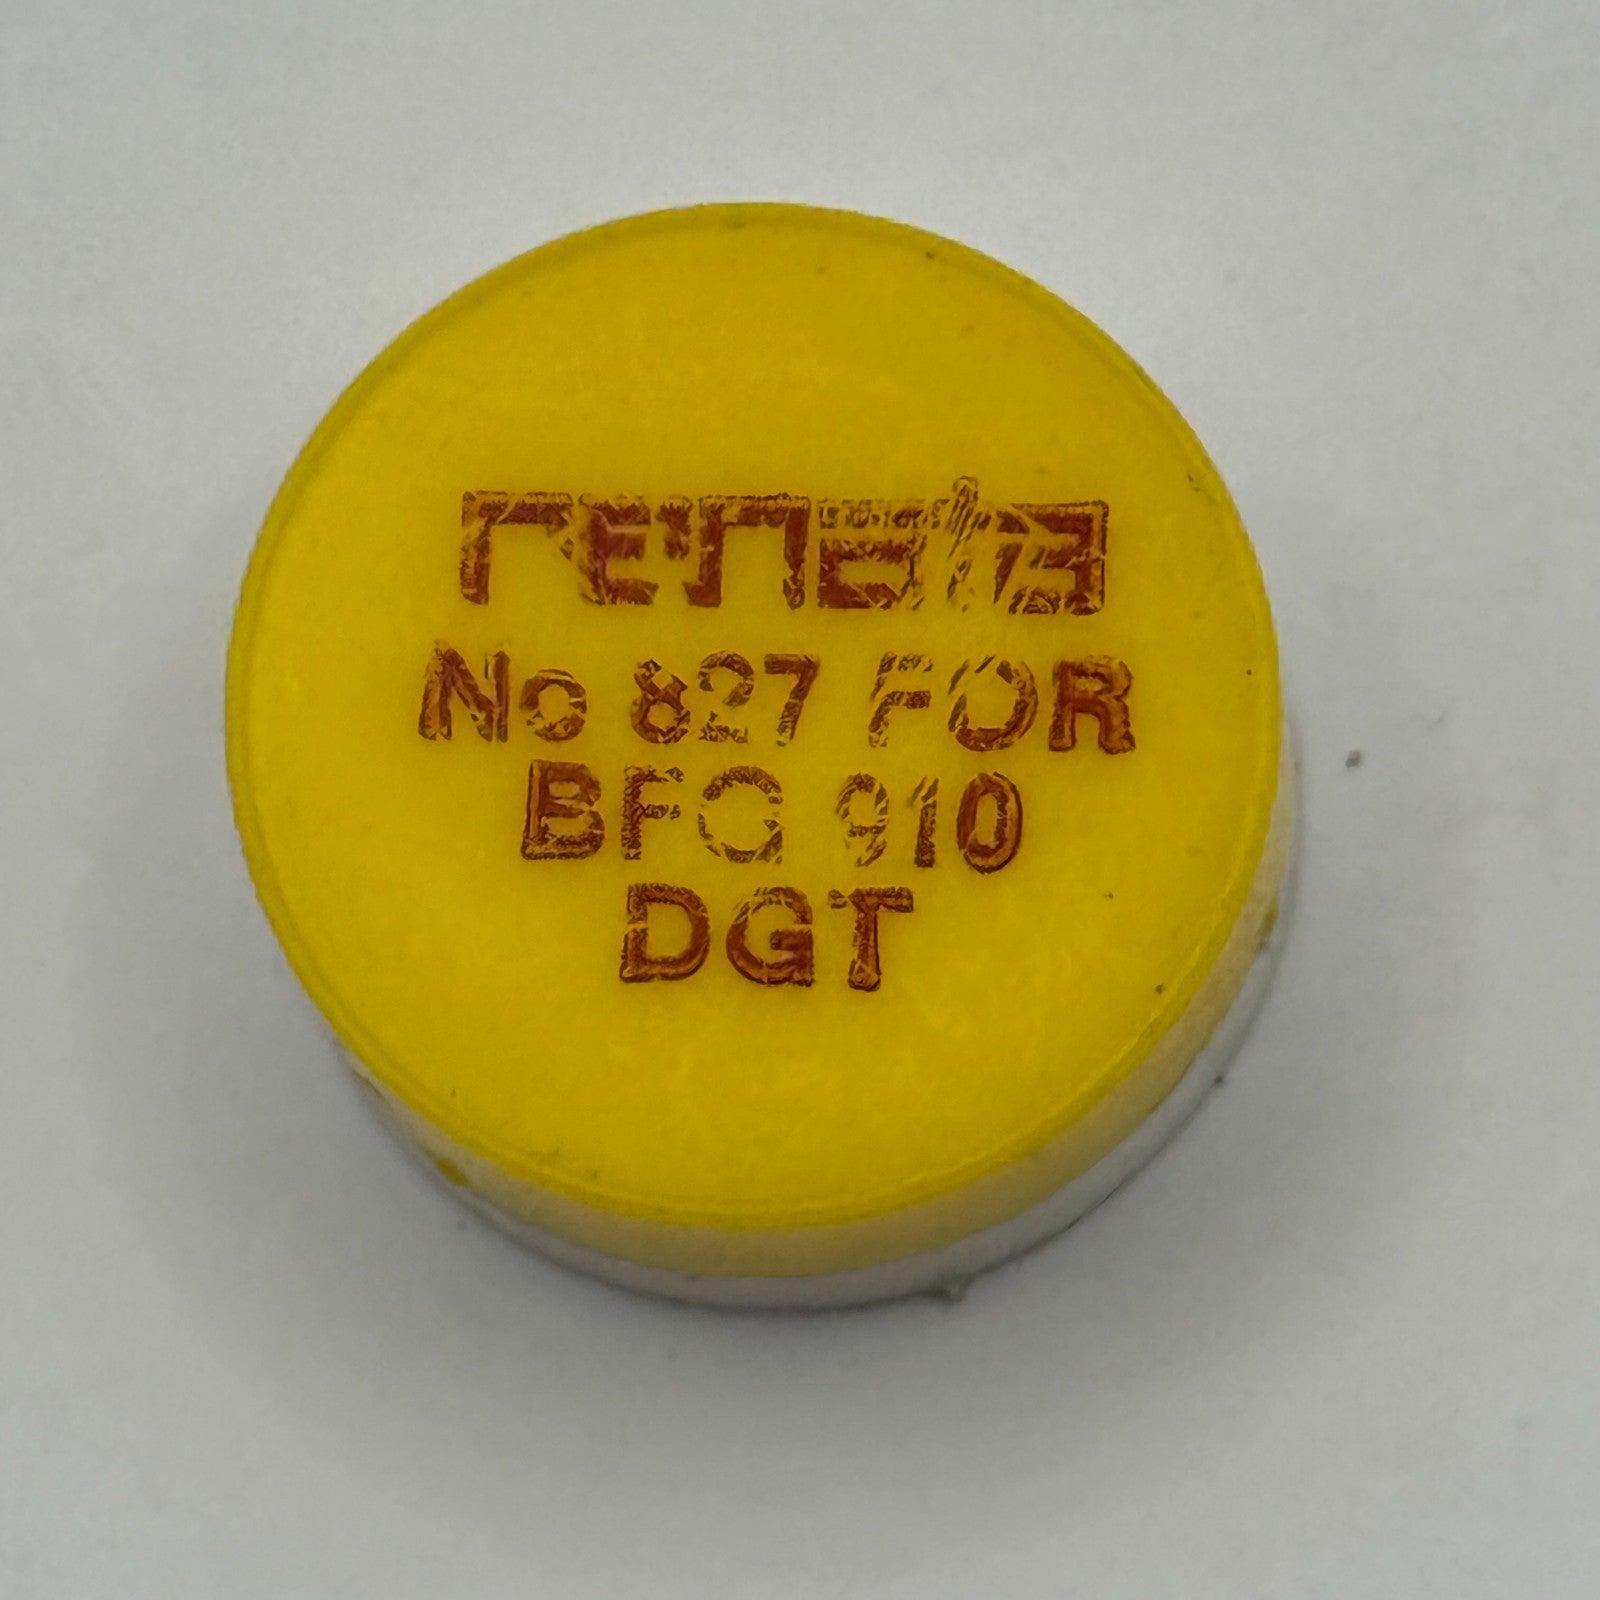 renata
No 827 FOR
BFG 910
DGT